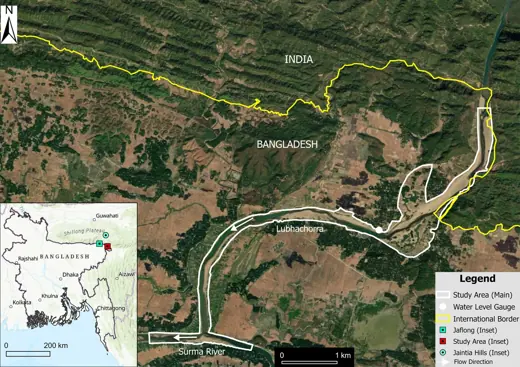 N
INDIA
BANGLADESH
Lubhachorra
Surma River
0 1 km
Guwahati
Shillong Plateau
Rajshahi
BANGLADESH
Dhaka
Aizawl
Khulna
Kolkata
Chittagong
0 200 km
Legend
Study Area (Main)
Water Level Gauge
International Border
Jaflong (Inset)
Study Area (Inset)
Jaintia Hills (Inset)
Flow Direction